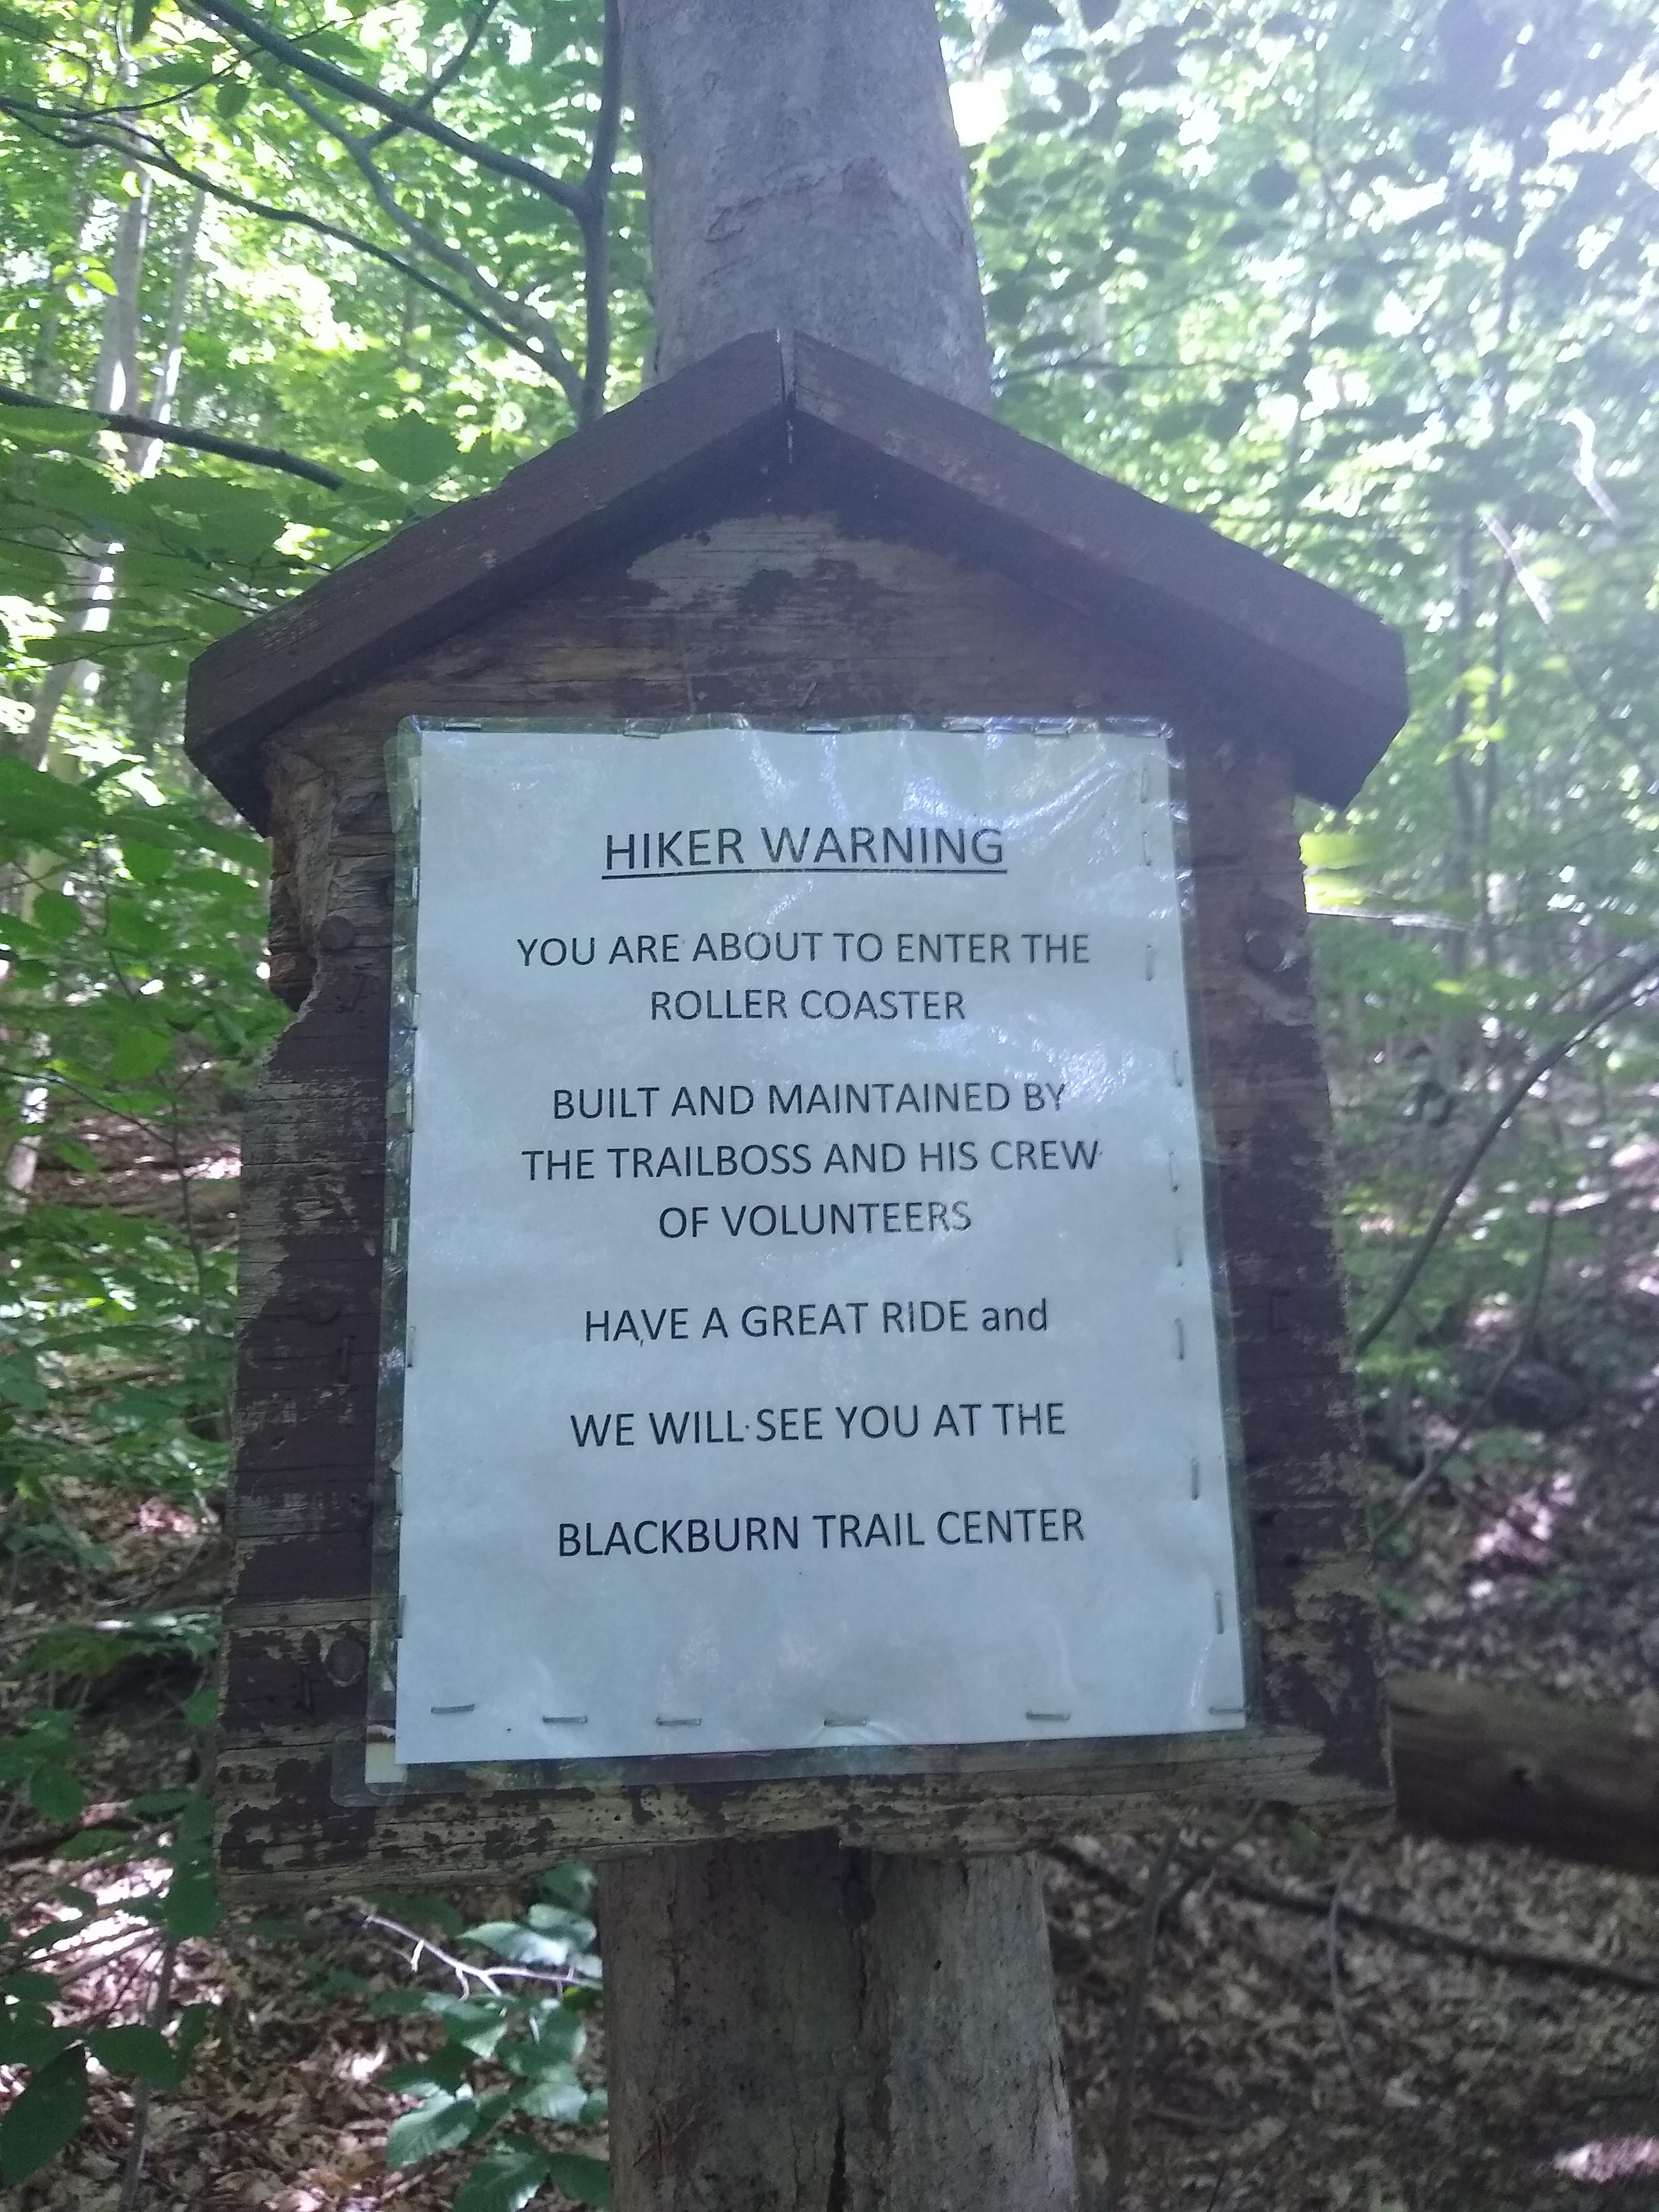 HIKER WARNING
YOU ARE ABOUT TO ENTER THE
ROLLER COASTER
BUILT AND MAINTAINED BY
THE TRAILBOSS AND HIS CREW
OF VOLUNTEERS
HAVE A GREAT RIDE and
WE WILL SEE YOU AT THE
BLACKBURN TRAIL CENTER